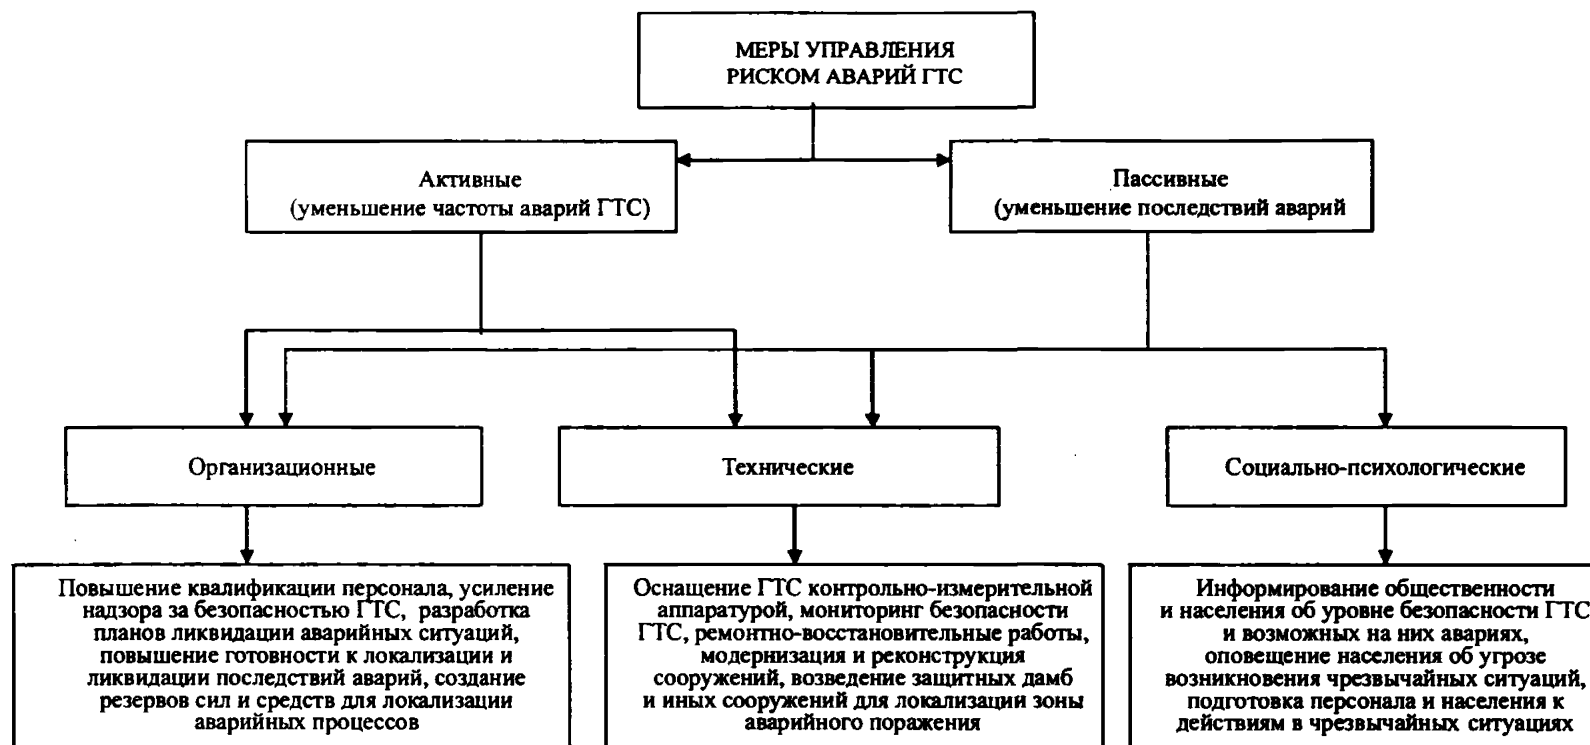 МЕРЫ УПРАВЛЕНИЯ
РИСКОМ АВАРИЙ ГТС
Активные
(уменьшение частоты аварий ГТС)
Пассивные
(уменьшение последствий аварий
Организационные
Технические
Социально-психологические
Повышение квалификации персонала, усиление
надзора за безопасностью ГТС, разработка
планов ликвидации аварийных ситуаций,
повышение готовности к локализации и
ликвидации последствий аварий, создание
резервов сил и средств для локализации
аварийных процессов
Оснащение ГТС контрольно-измерительной
аппаратурой, мониторинг безопасности
ГТС, ремонтно-восстановительные работы,
модернизация и реконструкция
сооружений, возведение защитных дамб
и иных сооружений для локализации зоны
аварийного поражения
Информирование общественности
и населения об уровне безопасности ГТС
и возможных на них авариях,
оповещение населения об угрозе
возникновения чрезвычайных ситуаций,
подготовка персонала и населения к
действиям в чрезвычайных ситуациях